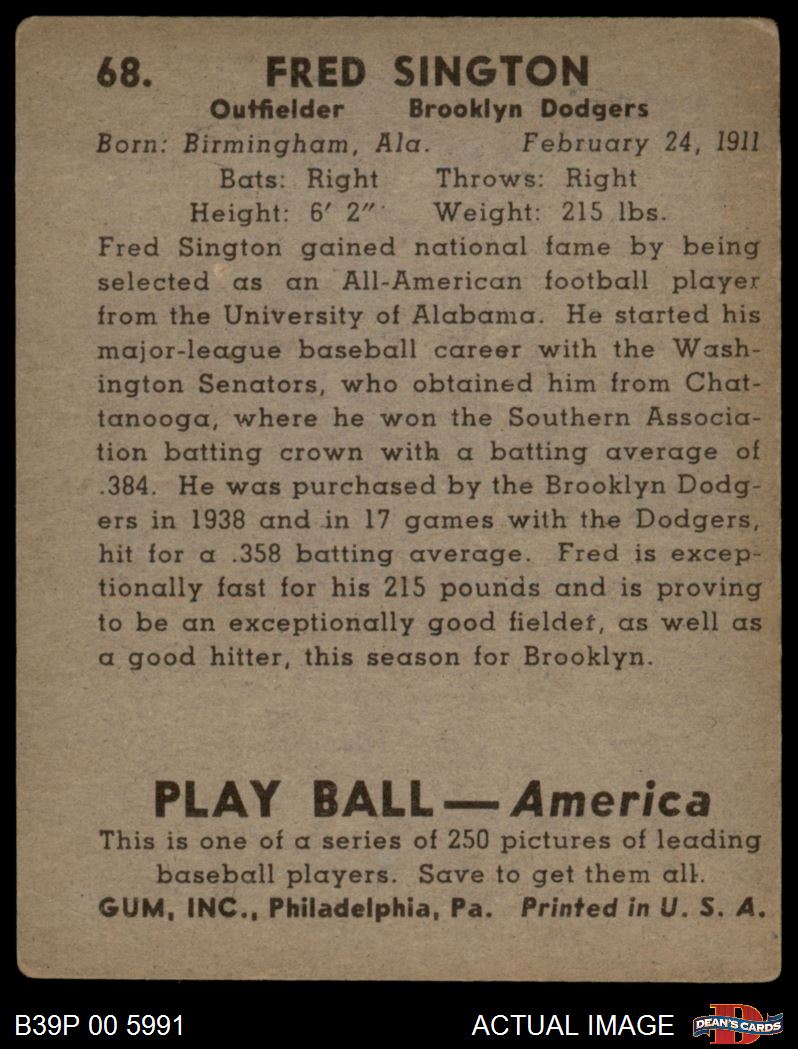 68. FRED SINGTON
Outfielder Brooklyn Dodgers
Born: Birmingham, Ala. February 24, 1911
Bats: Right Throws: Right
Height: 6' 2" Weight: 215 lbs.
Fred Sington gained national fame by being
selected as an All-American football player
from the University of Alabama. He started his
major-league baseball career with the Wash-
ington Senators, who obtained him from Chat-
tanooga, where he won the Southern Associa-
tion batting crown with a batting average of
.384. He was purchased by the Brooklyn Dodg-
ers in 1938 and in 17 games with the Dodgers,
hit for a .358 batting average. Fred is excep-
tionally fast for his 215 pounds and is proving
to be an exceptionally good fielder, as well as
a good hitter, this season for Brooklyn.
PLAY BALL — America
This is one of a series of 250 pictures of leading
baseball players. Save to get them all.
GUM, INC., Philadelphia, Pa. Printed in U. S. A.
B39P 00 5991 ACTUAL IMAGE D DEAN'S CARDS